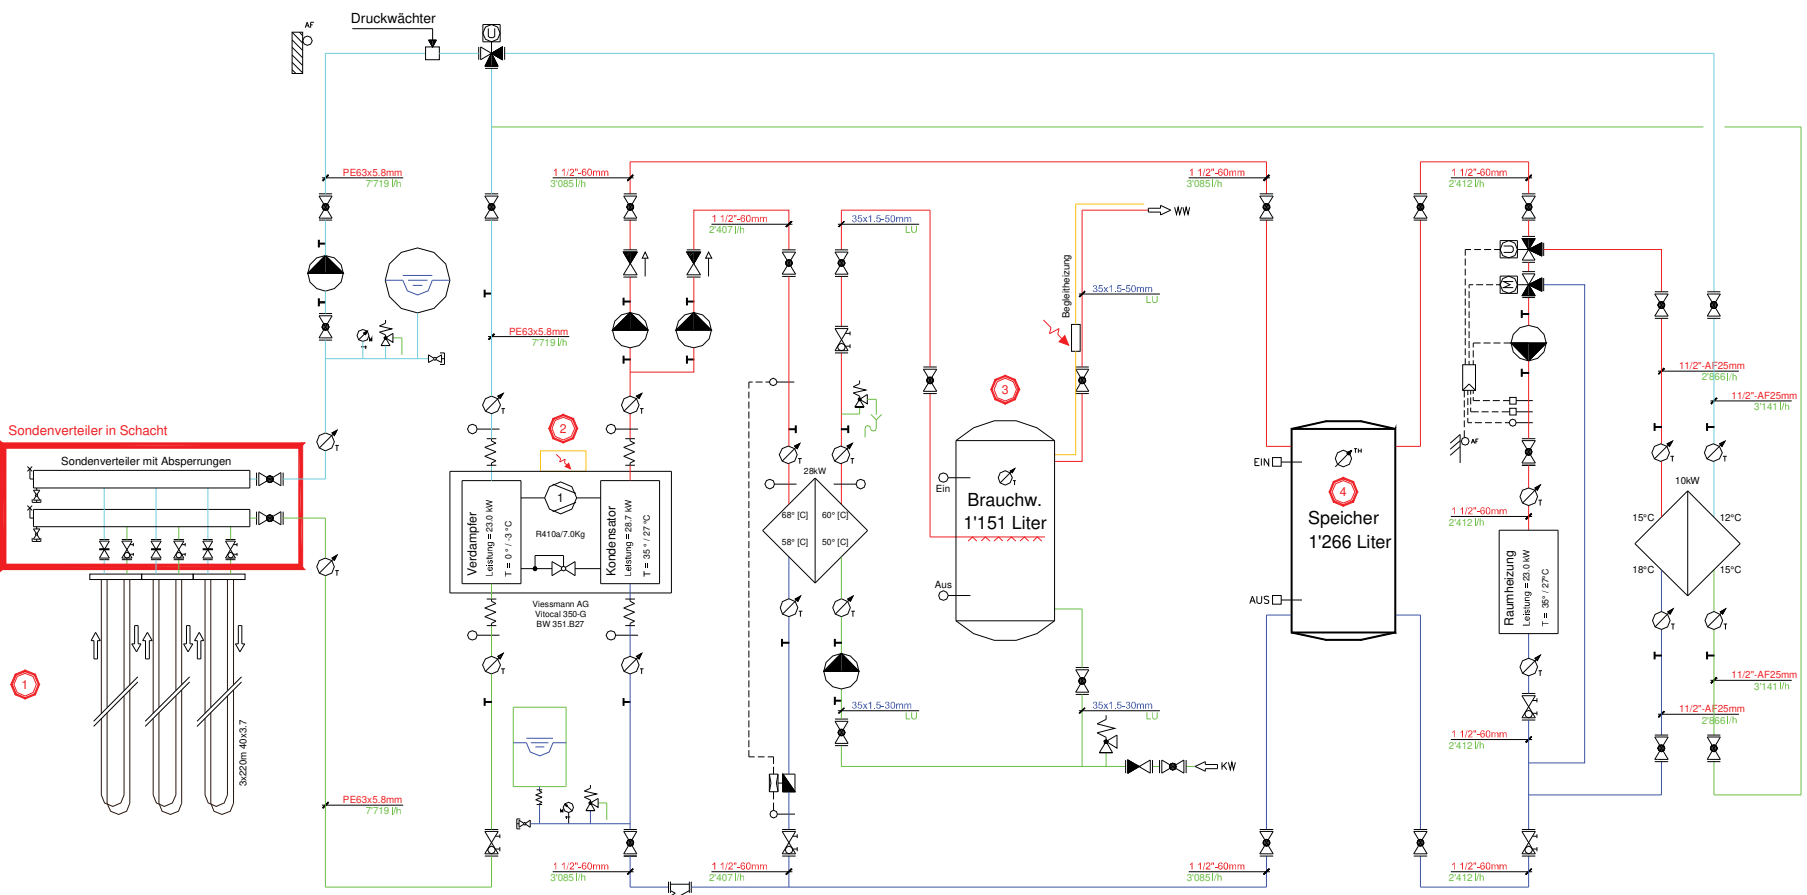 AF
Druckwächter
U
PE63x5.8mm
7'719 l/h
1 1/2"-60mm
3'085 l/h
1 1/2"-60mm
2'407 l/h
35x1.5-50mm
LU
WW
1 1/2"-60mm
3'085 l/h
1 1/2"-60mm
2'412 l/h
U
M
Begleitheizung
35x1.5-50mm
LU
PE63x5.8mm
7'719 l/h
11/2"-AF25mm
2'866 l/h
11/2"-AF25mm
3'141 l/h
Sondenverteiler in Schacht
Sondenverteiler mit Absperrungen
T
T
T
T
2
3
Ein
Brauchw.
1'151 Liter
Aus
EIN
TH
4
Speicher
1'266 Liter
AUS
AF
Verdampfer
Leistung = 23.0 kW
T = 0° / -3 °C
1
R410a/7.0Kg
Kondensator
Leistung = 28.7 kW
T = 35° / 27 °C
Viessmann AG
Vitocal 350-G
BW 351.B27
28kW
68° [C]
60° [C]
58° [C]
50° [C]
1 1/2"-60mm
2'412 l/h
Raumheizung
Leistung = 23.0 kW
T = 35° / 27°C
10kW
15°C
12°C
18°C
15°C
1
3x220m 40x3.7
35x1.5-30mm
LU
35x1.5-30mm
LU
KW
11/2"-AF25mm
3'141 l/h
11/2"-AF25mm
2'866 l/h
1 1/2"-60mm
2'412 l/h
PE63x5.8mm
7'719 l/h
1 1/2"-60mm
3'085 l/h
1 1/2"-60mm
2'407 l/h
1 1/2"-60mm
3'085 l/h
1 1/2"-60mm
2'412 l/h